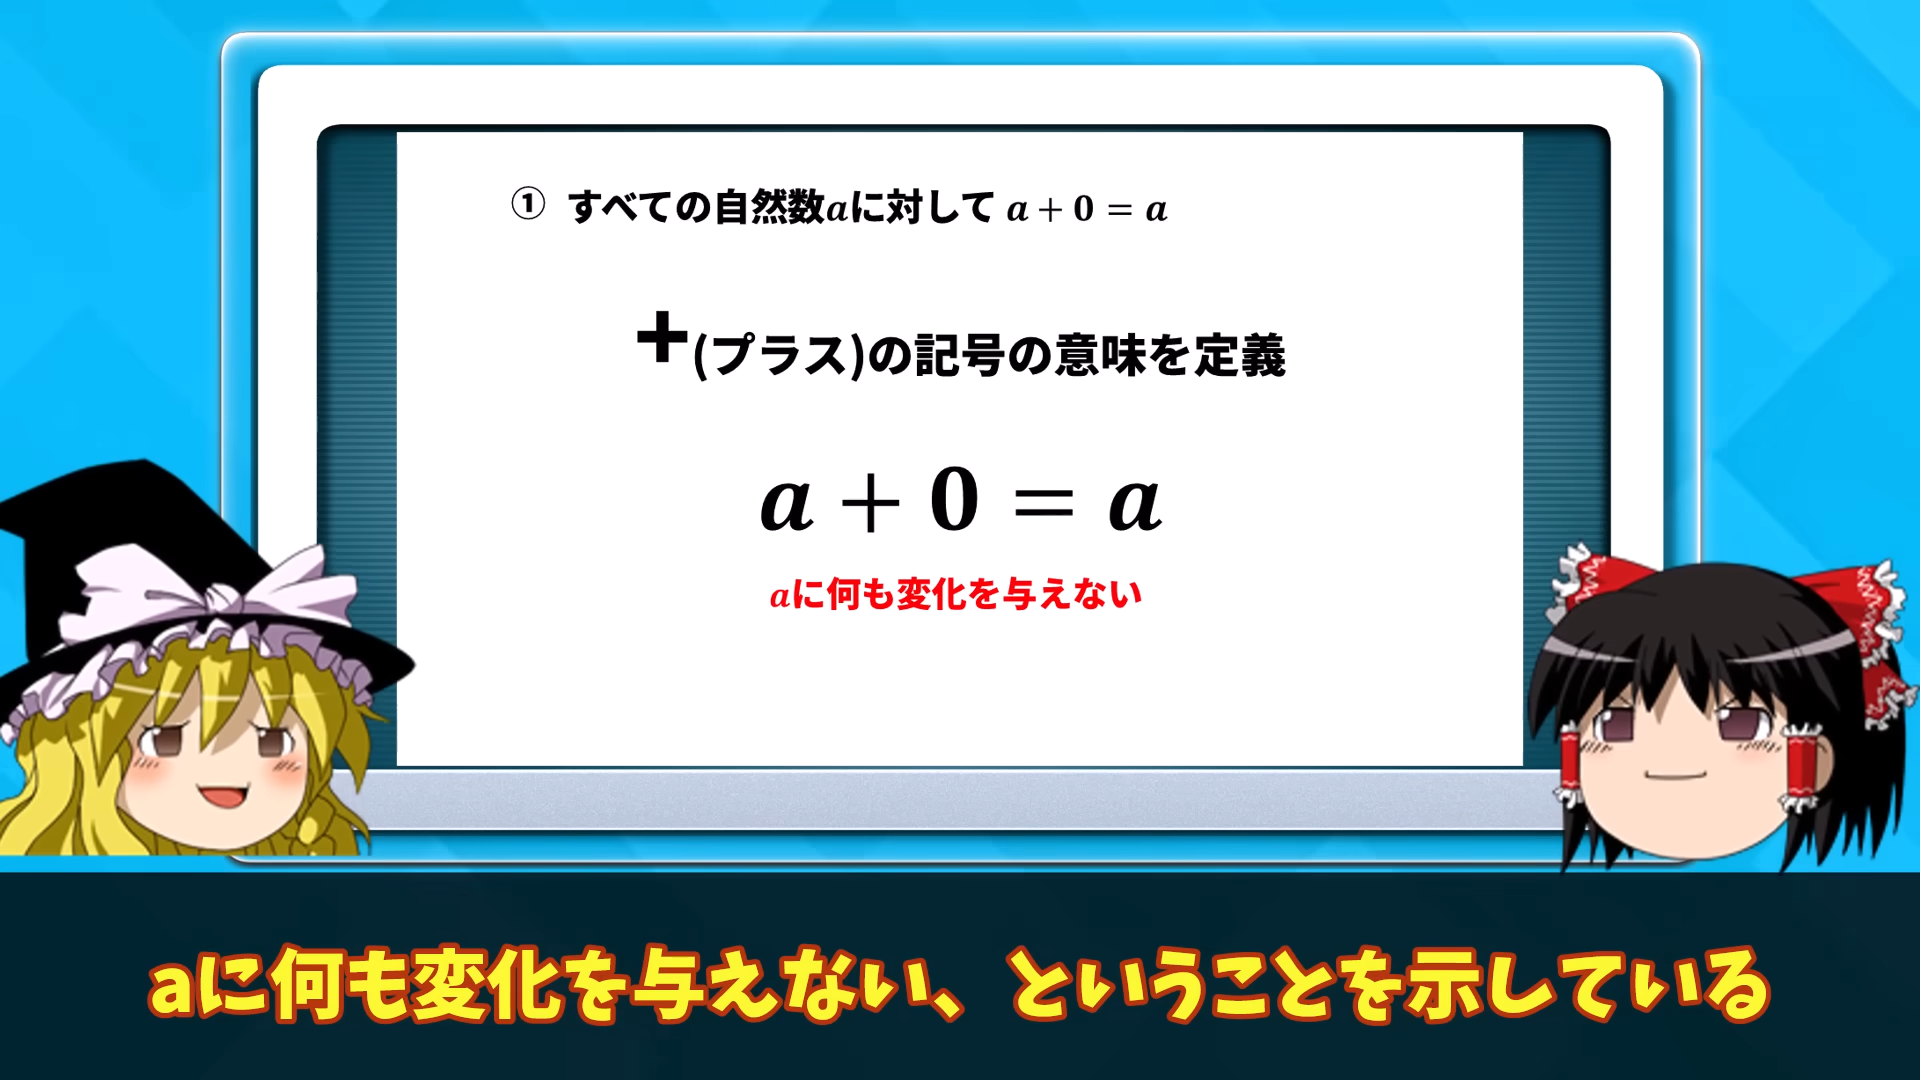 ① すべての自然数aに対して a + 0 = a
+(プラス)の記号の意味を定義
a + 0 = a
aに何も変化を与えない
aに何も変化を与えない、ということを示している